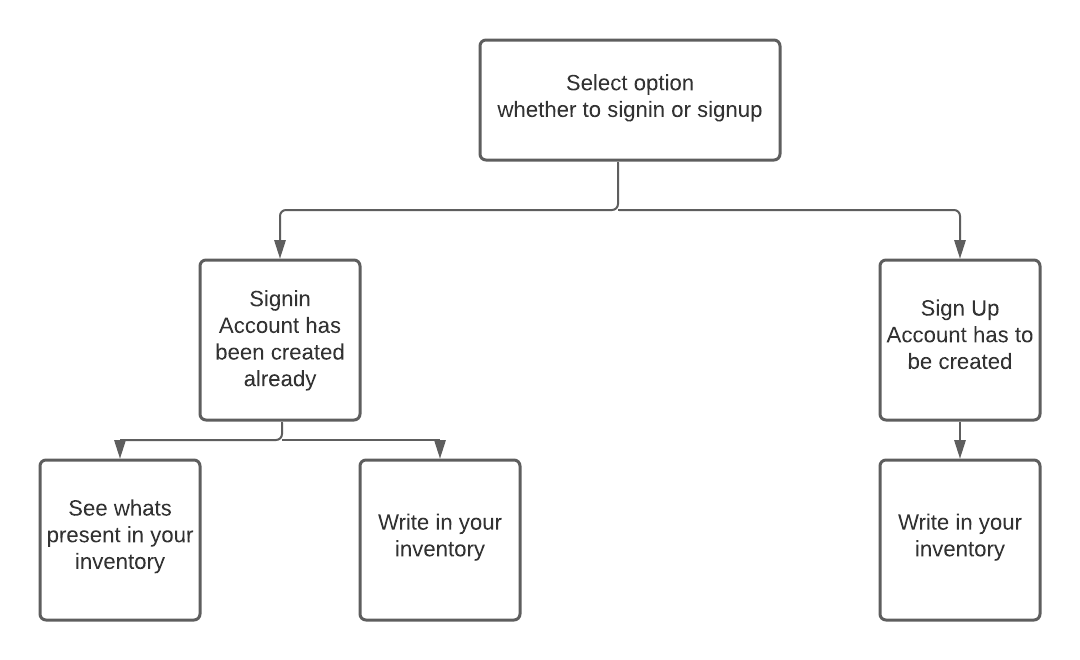 Select option
whether to signin or signup
Signin
Account has
been created
already
Sign Up
Account has to
be created
See whats
present in your
inventory
Write in your
inventory
Write in your
inventory